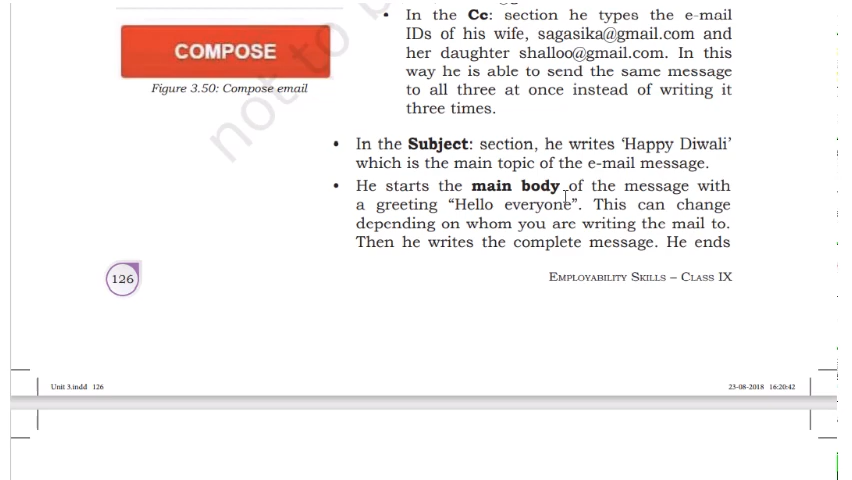 • In the Cc: section he types the e-mail
IDs of his wife, sagasika@gmail.com and
her daughter shalloo@gmail.com. In this
way he is able to send the same message
to all three at once instead of writing it
three times.
COMPOSE
Figure 3.50: Compose email
not to b
• In the Subject: section, he writes ‘Happy Diwali’
which is the main topic of the e-mail message.
• He starts the main body of the message with
a greeting “Hello everyone”. This can change
depending on whom you are writing the mail to.
Then he writes the complete message. He ends
126
Employability Skills – Class IX
Unit 3.indd 126
23-08-2018 16:20:42